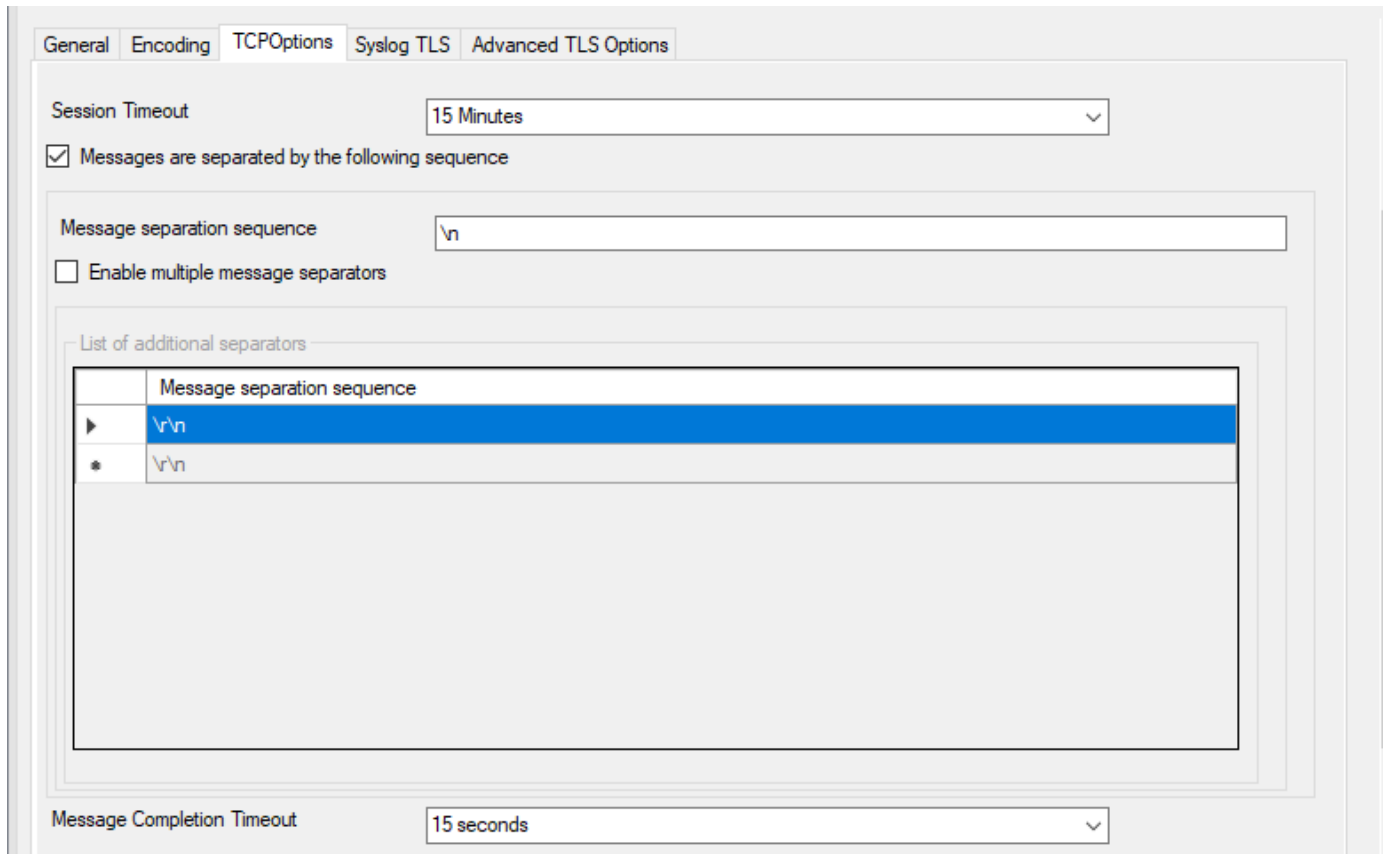 General Encoding TCPOptions Syslog TLS Advanced TLS Options
Session Timeout 15 Minutes
Messages are separated by the following sequence
Message separation sequence \n
Enable multiple message separators
List of additional separators
Message separation sequence
\r\n
\r\n
Message Completion Timeout 15 seconds